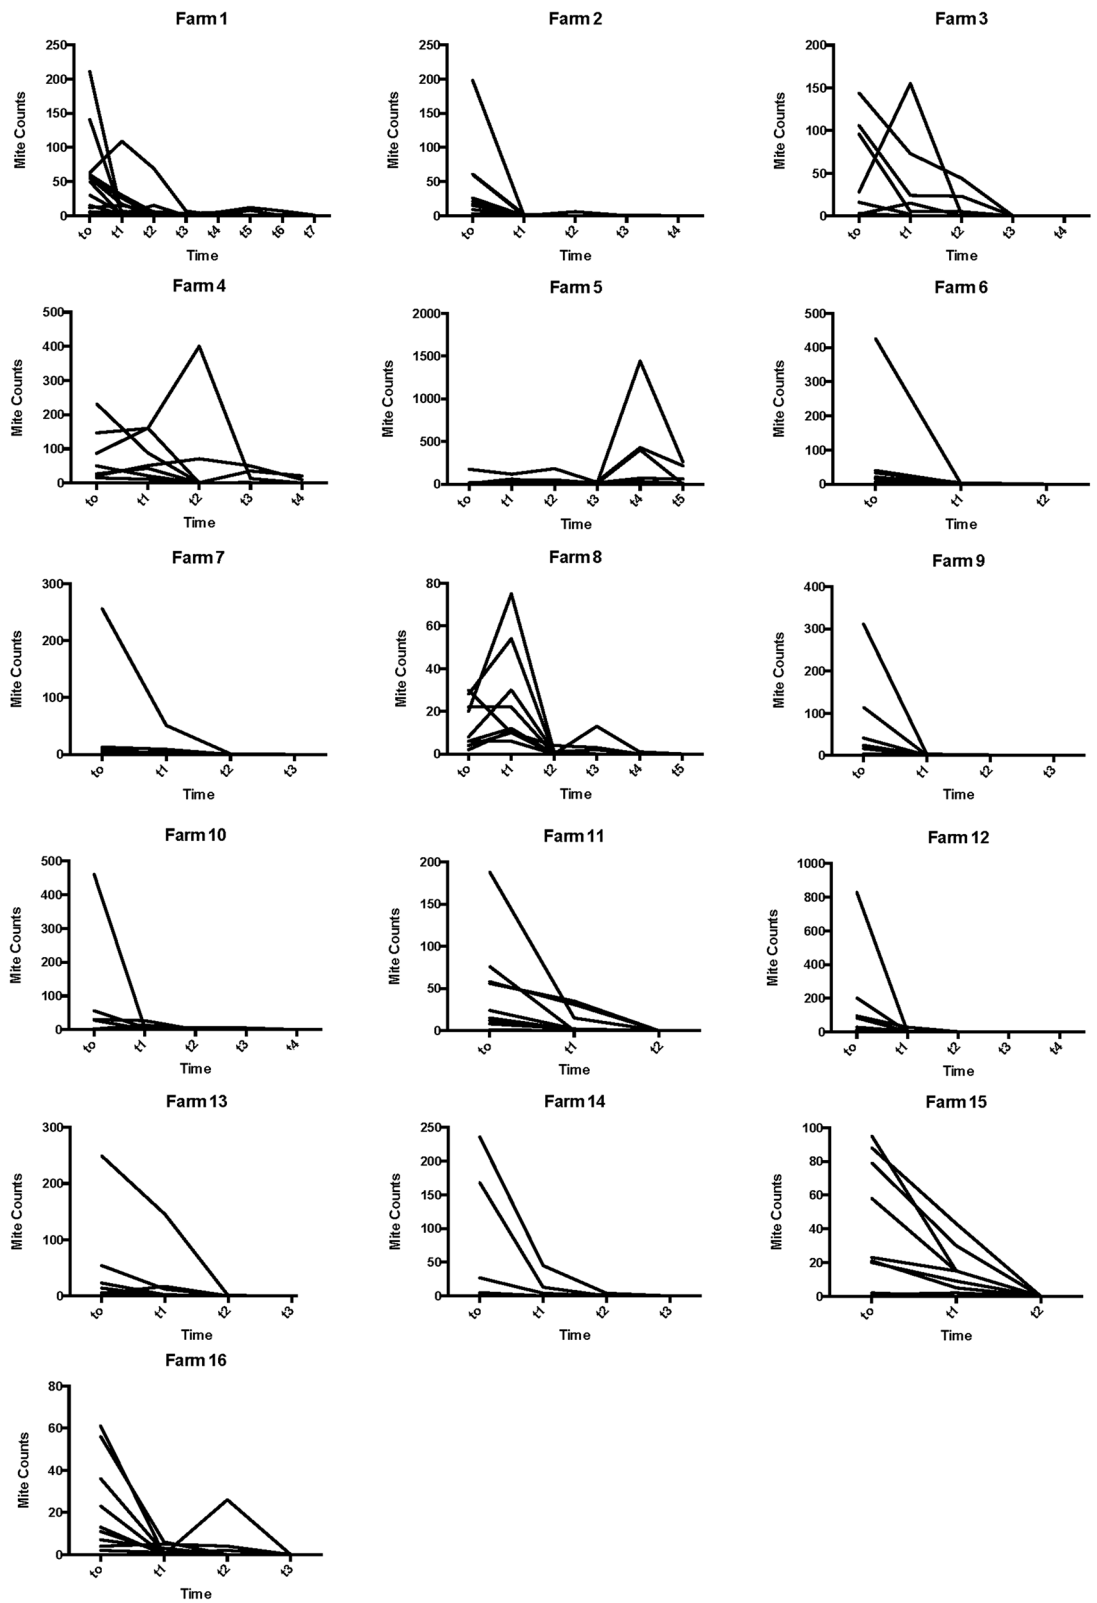 Farm 1
250
200
150
100
50
0
Mite Counts
to t1 t2 t3 t4 t5 t6 t7
Time
Farm 2
250
200
150
100
50
0
Mite Counts
to t1 t2 t3 t4
Time
Farm 3
200
150
100
50
0
Mite Counts
to t1 t2 t3 t4
Time
Farm 4
500
400
300
200
100
0
Mite Counts
to t1 t2 t3 t4
Time
Farm 5
2000
1500
1000
500
0
Mite Counts
to t1 t2 t3 t4 t5
Time
Farm 6
500
400
300
200
100
0
Mite Counts
to t1 t2
Time
Farm 7
300
200
100
0
Mite Counts
to t1 t2 t3
Time
Farm 8
80
60
40
20
0
Mite Counts
to t1 t2 t3 t4 t5
Time
Farm 9
400
300
200
100
0
Mite Counts
to t1 t2 t3
Time
Farm 10
500
400
300
200
100
0
Mite Counts
to t1 t2 t3 t4
Time
Farm 11
200
150
100
50
0
Mite Counts
to t1 t2
Time
Farm 12
1000
800
600
400
200
0
Mite Counts
to t1 t2 t3 t4
Time
Farm 13
300
200
100
0
Mite Counts
to t1 t2 t3
Time
Farm 14
250
200
150
100
50
0
Mite Counts
to t1 t2 t3
Time
Farm 15
100
80
60
40
20
0
Mite Counts
to t1 t2
Time
Farm 16
80
60
40
20
0
Mite Counts
to t1 t2 t3
Time